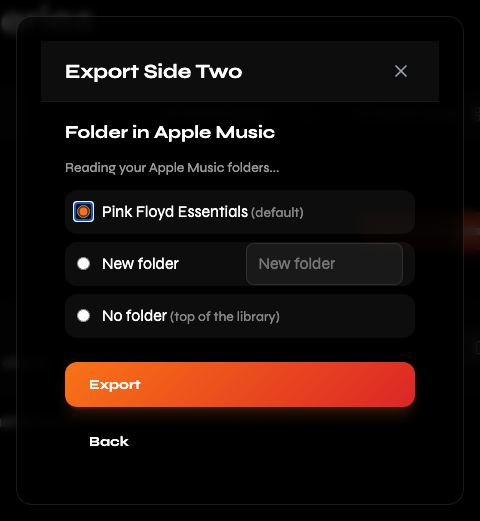 Export Side Two
Folder in Apple Music
Reading your Apple Music folders...
Pink Floyd Essentials (default)
New folder New folder
No folder (top of the library)
Export
Back